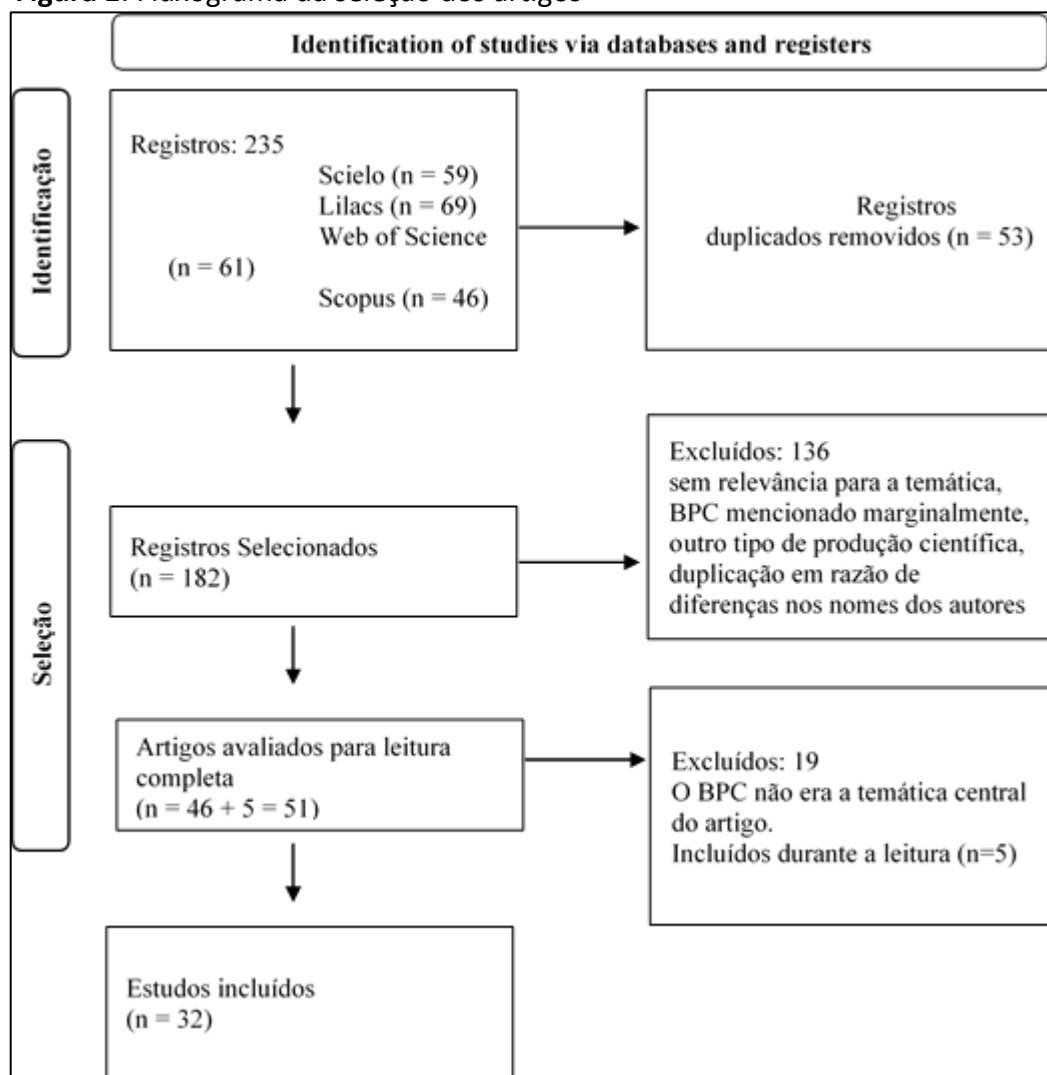 Identification of studies via databases and registers
Identificação
Registros: 235
Scielo (n = 59)
Lilacs (n = 69)
Web of Science
(n = 61)
Scopus (n = 46)
Registros
duplicados removidos (n = 53)
Seleção
Registros Selecionados
(n = 182)
Excluídos: 136
sem relevância para a temática,
BPC mencionado marginalmente,
outro tipo de produção científica,
duplicação em razão de
diferenças nos nomes dos autores
Artigos avaliados para leitura
completa
(n = 46 + 5 = 51)
Excluídos: 19
O BPC não era a temática central
do artigo.
Incluídos durante a leitura (n=5)
Estudos incluídos
(n = 32)